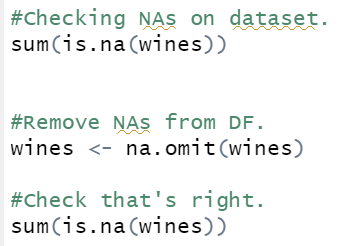 #Checking NAs on dataset.
sum(is.na(wines))
#Remove NAs from DF.
wines <- na.omit(wines)
#Check that's right.
sum(is.na(wines))